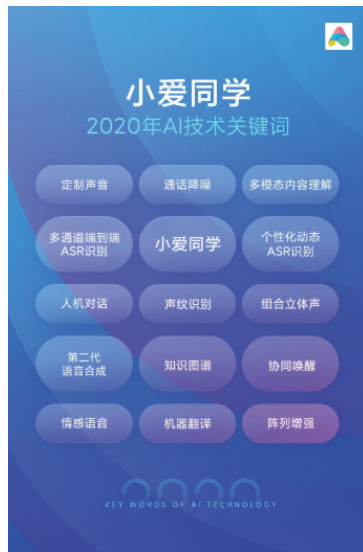 小爱同学
2020年AI技术关键词
定制声音
通话降噪
多模态内容理解
多通道端到端
ASR识别
小爱同学
个性化动态
ASR识别
人机对话
声纹识别
组合立体声
第二代
语音合成
知识图谱
协同唤醒
情感语音
机器翻译
阵列增强
2020
KEY WORDS OF AI TECHNOLOGY